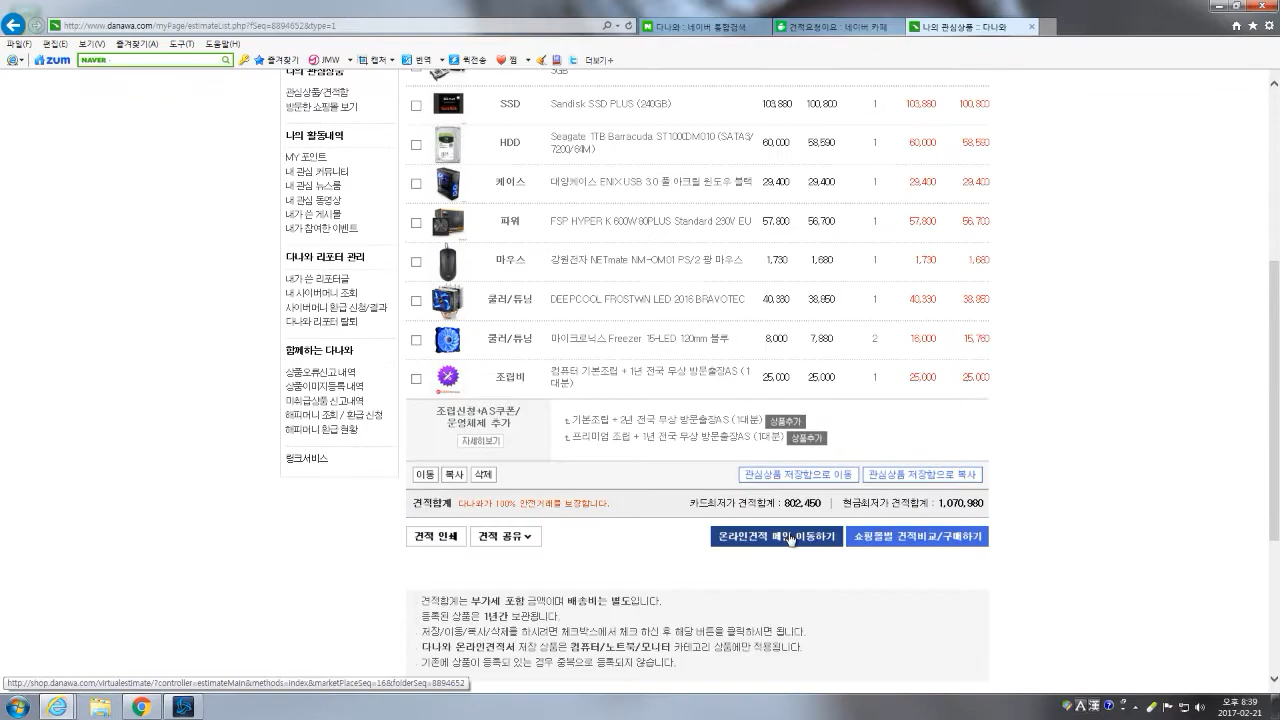 http://www.danawa.com/myPage/estimateList.php?fSeq=8894652&type=1
다나와 : 네이버 통합검색
견적요청이요 : 네이버 카페
나의 관심상품 :: 다나와
파일(F) 편집(E) 보기(V) 즐겨찾기(A) 도구(T) 도움말(H)
zum NAVER 즐겨찾기 JMW 캡처 번역 퀵전송 찜 더보기+
나의 관심상품
관심상품/견적함
방문한 쇼핑몰 보기
나의 활동내역
MY 포인트
내 관심 커뮤니티
내 관심 뉴스룸
내 관심 동영상
내가 쓴 게시물
내가 참여한 이벤트
다나와 리포터 관리
내가 쓴 리포터글
내 사이버머니 조회
사이버머니 환급 신청/결과
다나와 리포터 탈퇴
함께하는 다나와
상품오류신고 내역
상품이미지등록 내역
미취급상품 신고내역
해피머니 조회 / 환급 신청
해피머니 환급 현황
링크서비스
3GB
SSD Sandisk SSD PLUS (240GB) 103,880 100,800 1 103,880 100,800
HDD Seagate 1TB Barracuda ST1000DM010 (SATA3/
7200/64M) 60,000 58,590 1 60,000 58,590
케이스 대양케이스 ENIX USB 3.0 풀 아크릴 윈도우 블랙 29,400 29,400 1 29,400 29,400
파워 FSP HYPER K 600W 80PLUS Standard 230V EU 57,800 56,700 1 57,800 56,700
마우스 강원전자 NETmate NM-OM01 PS/2 광 마우스 1,730 1,680 1 1,730 1,680
쿨러/튜닝 DEEPCOOL FROSTWIN LED 2016 BRAVOTEC 40,330 38,850 1 40,330 38,850
쿨러/튜닝 마이크로닉스 Freezer 15-LED 120mm 블루 8,000 7,880 2 16,000 15,760
조립비 컴퓨터 기본조립 + 1년 전국 무상 방문출장AS (1
대분) 25,000 25,000 1 25,000 25,000
조립신청+AS쿠폰/
운영체제 추가
자세히보기
기본조립 + 2년 전국 무상 방문출장AS (1대분) 상품추가
프리미엄 조립 + 1년 전국 무상 방문출장AS (1대분) 상품추가
이동 복사 삭제 관심상품 저장함으로 이동 관심상품 저장함으로 복사
견적합계 다나와가 100% 안전거래를 보장합니다. 카드최저가 견적합계 : 802,450 | 현금최저가 견적합계 : 1,070,980
견적 인쇄 견적 공유 온라인견적 메인 이동하기 쇼핑몰별 견적비교/구매하기
견적합계는 부가세 포함 금액이며 배송비는 별도입니다.
등록된 상품은 1년간 보관됩니다.
저장/이동/복사/삭제를 하시려면 체크박스에서 체크 하신 후 해당 버튼을 클릭하시면 됩니다.
다나와 온라인견적서 저장 상품은 컴퓨터/노트북/모니터 카테고리 상품에만 적용됩니다.
기존에 상품이 등록되 있는 경우 중복으로 등록되지 않습니다.
http://shop.danawa.com/virtualestimate/?controller=estimateMain&methods=index&marketPlaceSeq=16&folderSeq=8894652
오후 8:39
2017-02-21